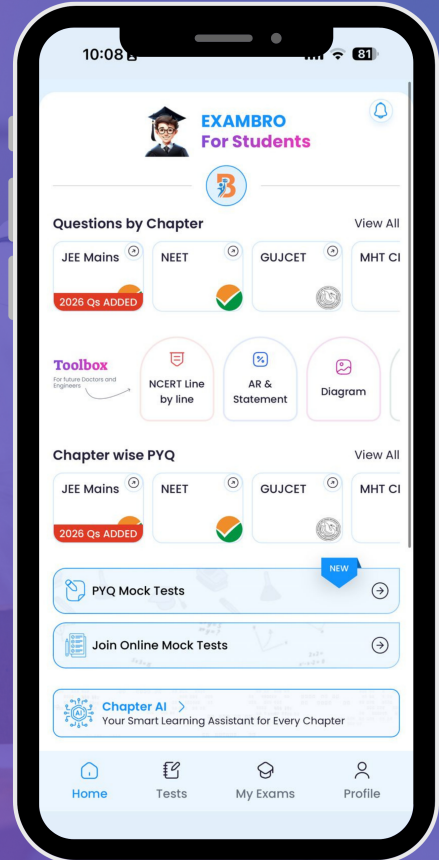 10:08
81
EXAMBRO
For Students
B
Questions by Chapter
View All
JEE Mains
2026 Qs ADDED
NEET
GUJCET
MHT
Toolbox
For future Doctors and
Engineers
NCERT Line
by line
AR &
Statement
Diagram
Chapter wise PYQ
View All
JEE Mains
2026 Qs ADDED
NEET
GUJCET
MHT
NEW
PYQ Mock Tests
Join Online Mock Tests
AI
Chapter AI >
Your Smart Learning Assistant for Every Chapter
Home
Tests
My Exams
Profile